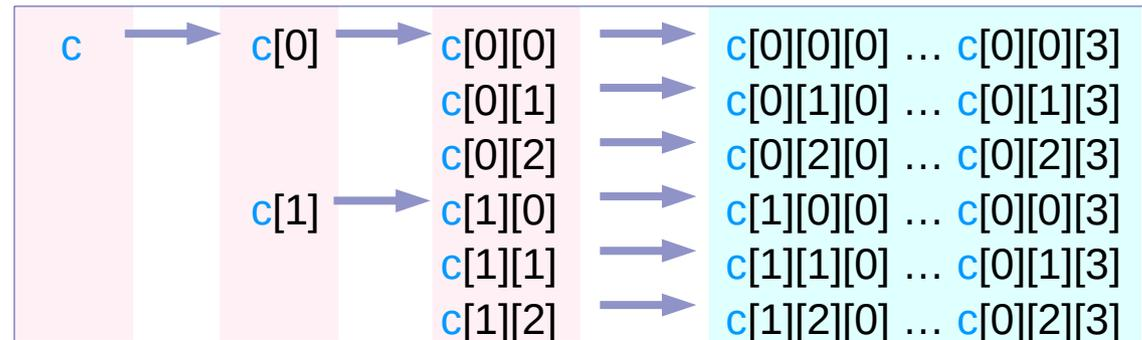 c c[0] c[0][0] c[0][0][0] … c[0][0][3]
c[0][1] c[0][1][0] … c[0][1][3]
c[0][2] c[0][2][0] … c[0][2][3]
c[1] c[1][0] c[1][0][0] … c[0][0][3]
c[1][1] c[1][1][0] … c[0][1][3]
c[1][2] c[1][2][0] … c[0][2][3]